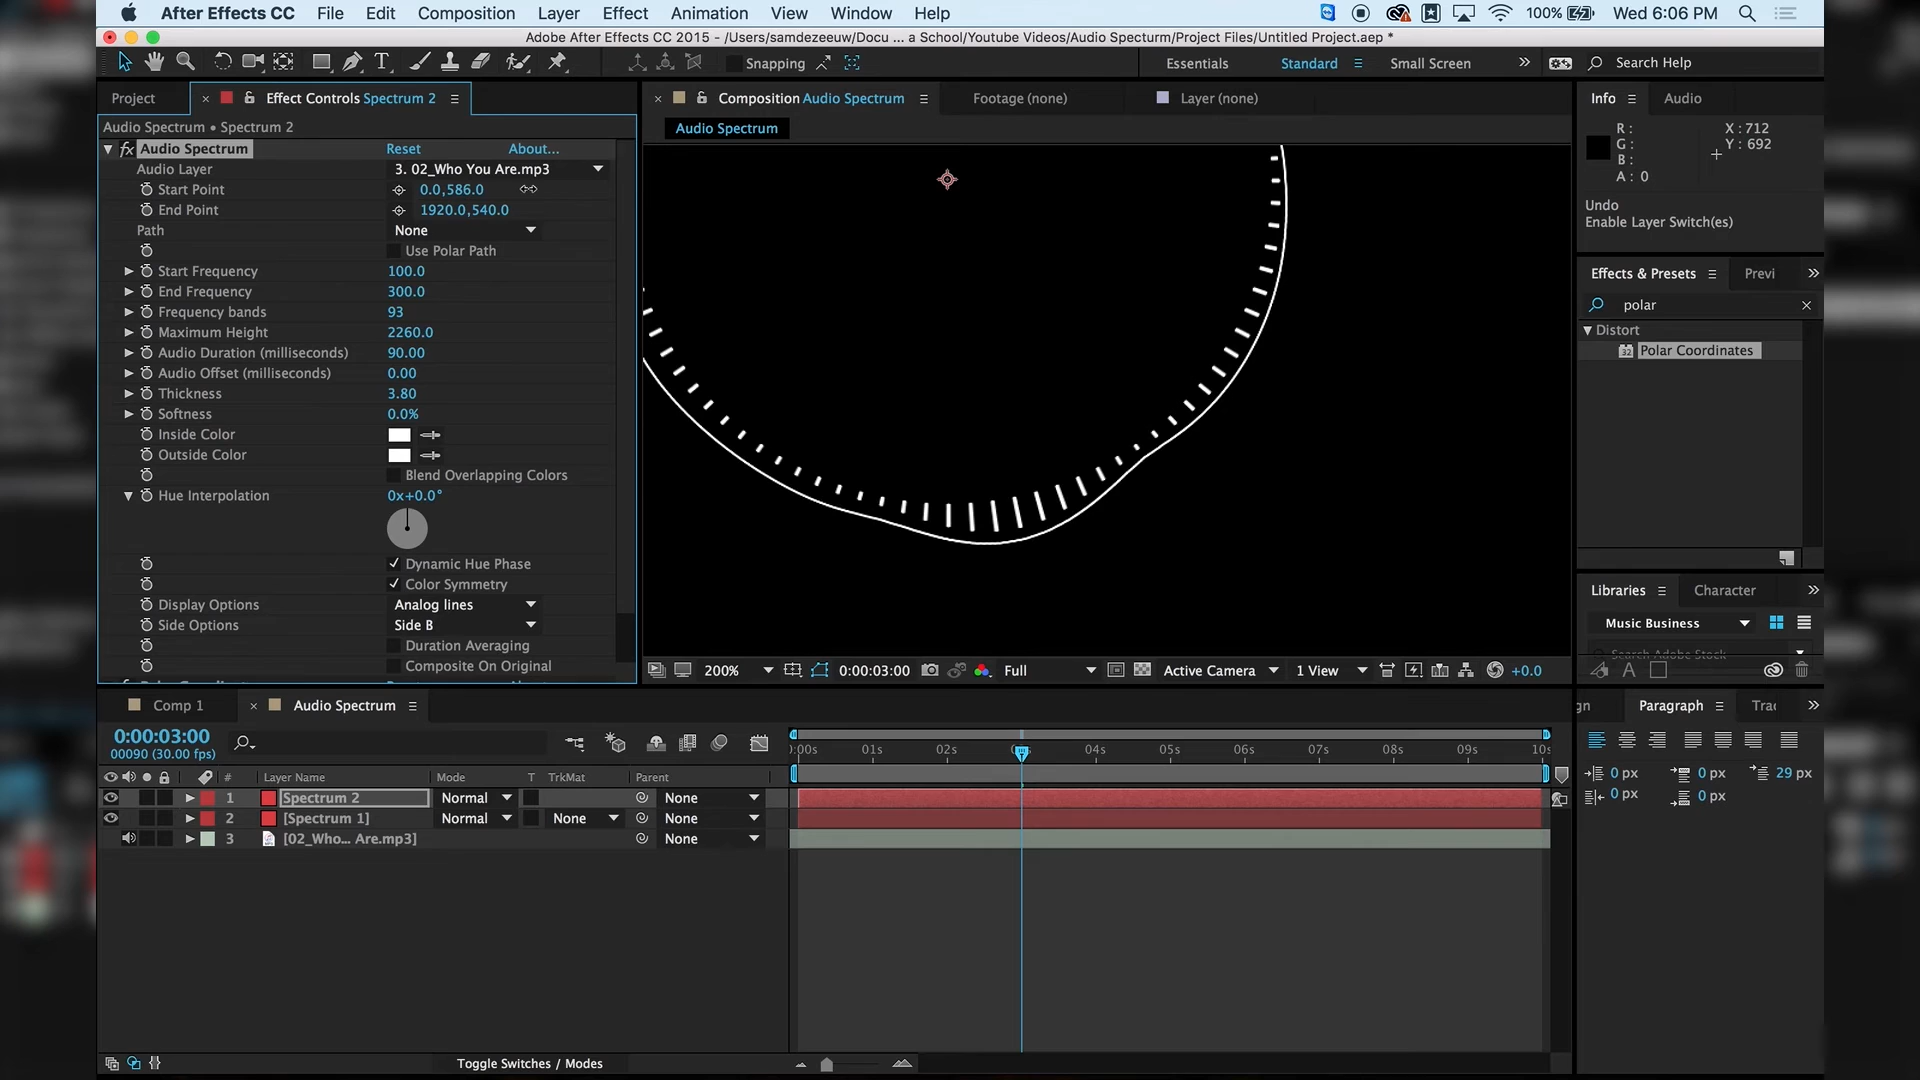 After Effects CC File Edit Composition Layer Effect Animation View Window Help 100% Wed 6:06 PM
Adobe After Effects CC 2015 - /Users/samdezeeuw/Docu ... a School/Youtube Videos/Audio Specturm/Project Files/Untitled Project.aep *
T Snapping Essentials Standard Small Screen Search Help
Project Effect Controls Spectrum 2 Composition Audio Spectrum Footage (none) Layer (none) Info Audio
Audio Spectrum • Spectrum 2
Audio Spectrum
fx Audio Spectrum Reset About...
Audio Layer 3. 02_Who You Are.mp3
Start Point 0.0,586.0
End Point 1920.0,540.0
Path None
Use Polar Path
Start Frequency 100.0
End Frequency 300.0
Frequency bands 93
Maximum Height 2260.0
Audio Duration (milliseconds) 90.00
Audio Offset (milliseconds) 0.00
Thickness 3.80
Softness 0.0%
Inside Color
Outside Color
Blend Overlapping Colors
Hue Interpolation 0x+0.0°
Dynamic Hue Phase
Color Symmetry
Display Options Analog lines
Side Options Side B
Duration Averaging
Composite On Original
R : X : 712
G : Y : 692
B :
A : 0
Undo
Enable Layer Switch(es)
Effects & Presets Previ
polar
Distort
32 Polar Coordinates
Libraries Character
Music Business
Search Adobe Stock
200% 0:00:03:00 Full Active Camera 1 View +0.0
Comp 1 Audio Spectrum
gn Paragraph Trac
0:00:03:00
00090 (30.00 fps)
0 px 0 px 29 px
0 px 0 px
:00s 01s 02s 04s 05s 06s 07s 08s 09s 10s
# Layer Name Mode T TrkMat Parent
1 Spectrum 2 Normal None
2 [Spectrum 1] Normal None None
3 [02_Who... Are.mp3] None
Toggle Switches / Modes